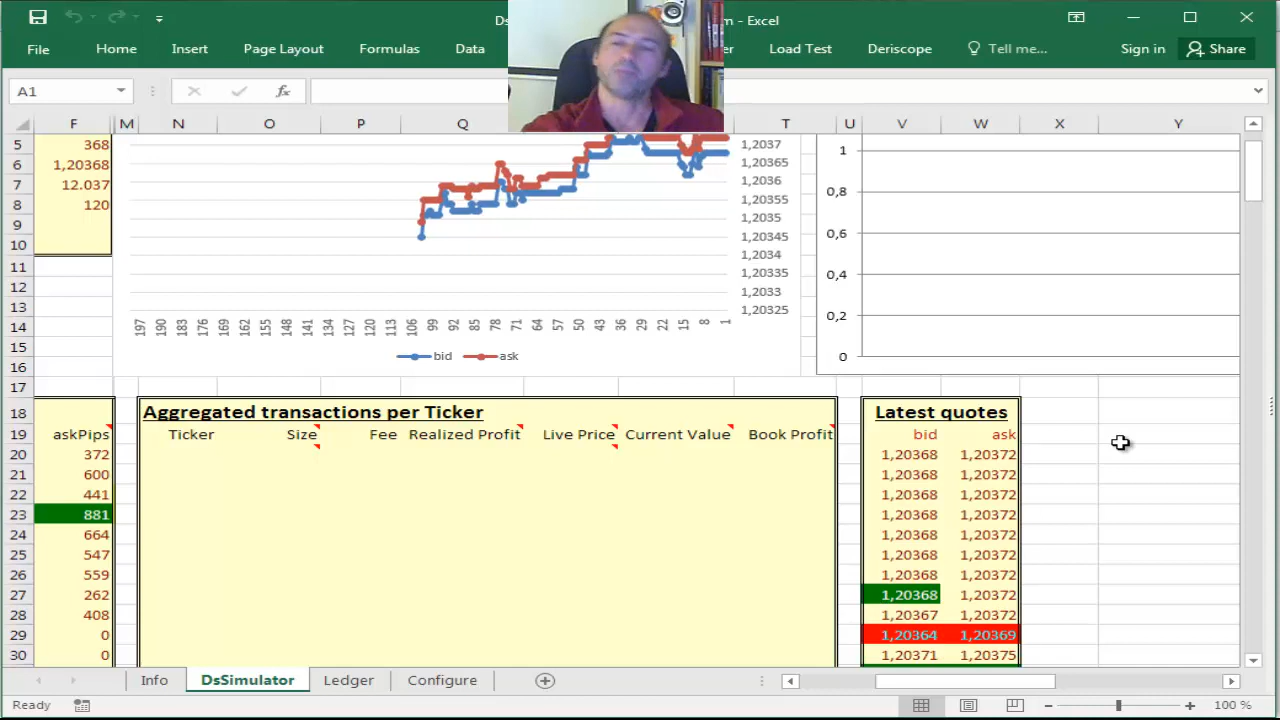 Ds m - Excel
File Home Insert Page Layout Formulas Data er Load Test Deriscope Tell me... Sign in Share
A1 fx
F M N O P Q T U V W X Y
5 368 1,2037 1
6 1,20368 1,20365
7 12.037 1,2036 0,8
8 120 1,20355
9 1,2035 0,6
10 1,20345
11 1,2034 0,4
12 1,20335
13 1,2033 0,2
14 1,20325
197 190 183 176 169 162 155 148 141 134 127 120 113 106 99 92 85 78 71 64 57 50 43 36 29 22 15 8 1
15
16 bid ask 0
17
18 Aggregated transactions per Ticker Latest quotes
19 askPips Ticker Size Fee Realized Profit Live Price Current Value Book Profit bid ask
20 372 1,20368 1,20372
21 600 1,20368 1,20372
22 441 1,20368 1,20372
23 881 1,20368 1,20372
24 664 1,20368 1,20372
25 547 1,20368 1,20372
26 559 1,20368 1,20372
27 262 1,20368 1,20372
28 408 1,20367 1,20372
29 0 1,20364 1,20369
30 0 1,20371 1,20375
Info DsSimulator Ledger Configure
Ready 100 %